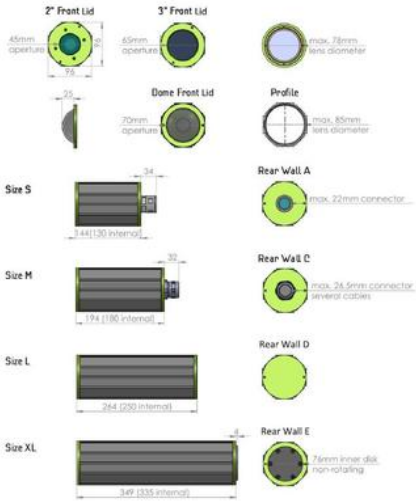 2" Front Lid
3" Front Lid
45mm
aperture
96
96
65mm
aperture
max. 78mm
lens diameter
25
Dome Front Lid
Profile
70mm
aperture
max. 85mm
lens diameter
Size S
34
Rear Wall A
max. 22mm connector
144(130 internal)
Size M
32
Rear Wall C
max. 26.5mm connector
several cables
194 (180 internal)
Size L
Rear Wall D
264 (250 internal)
Size XL
4
Rear Wall E
76mm inner disk
non-rotating
349 (335 internal)